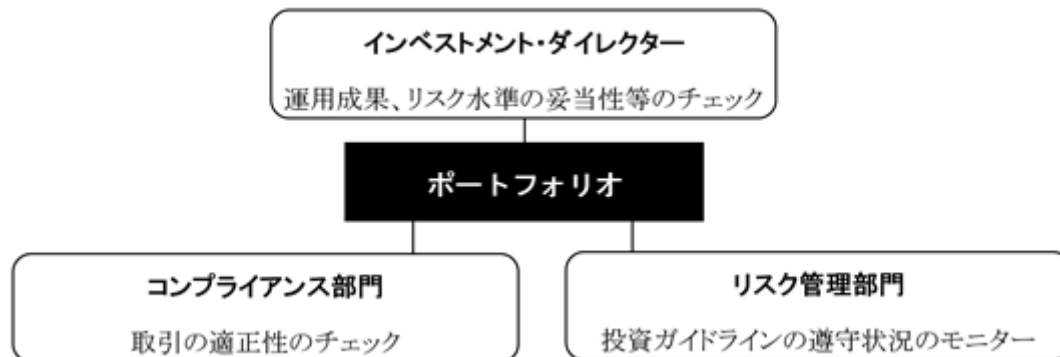 インベストメント・ダイレクター
運用成果、リスク水準の妥当性等のチェック
ポートフォリオ
コンプライアンス部門
取引の適正性のチェック
リスク管理部門
投資ガイドラインの遵守状況のモニター